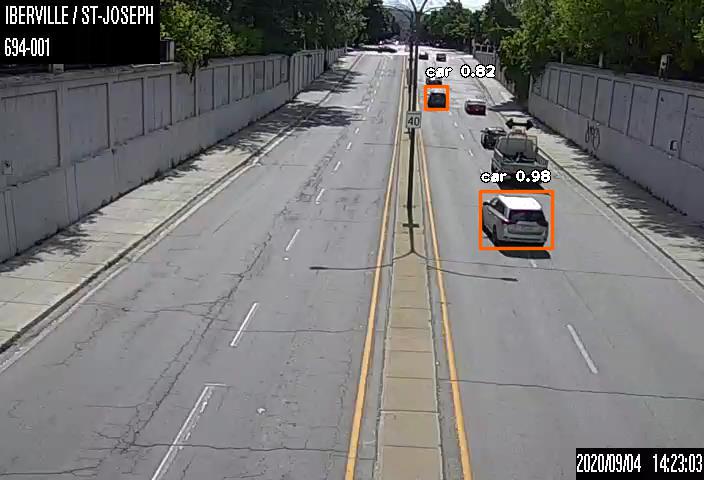 IBERVILLE / ST-JOSEPH
694-001
car 0.82
40
car 0.98
2020/09/04 14:23:03